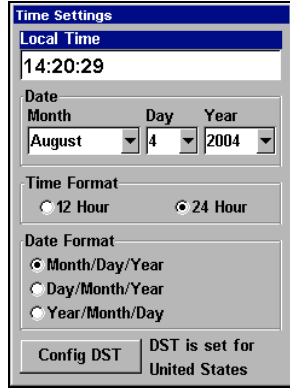 Time Settings
Local Time
14:20:29
Date
Month Day Year
August 4 2004
Time Format
12 Hour 24 Hour
Date Format
Month/Day/Year
Day/Month/Year
Year/Month/Day
Config DST
DST is set for
United States